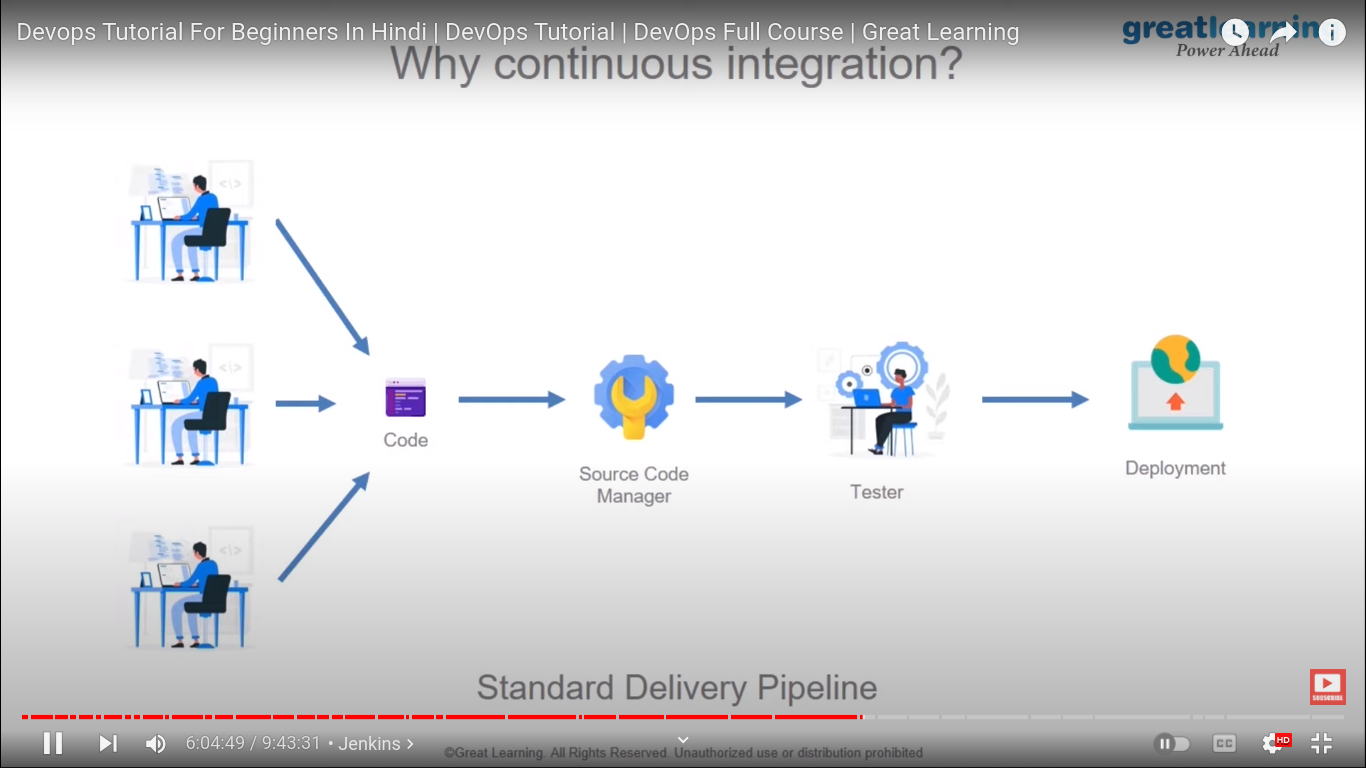 Devops Tutorial For Beginners In Hindi | DevOps Tutorial | DevOps Full Course | Great Learning
greatlearning
Power Ahead
Why continuous integration?
Code
Source Code
Manager
Tester
Deployment
Standard Delivery Pipeline
SUBSCRIBE
6:04:49 / 9:43:31 • Jenkins >
©Great Learning. All Rights Reserved. Unauthorized use or distribution prohibited
CC
HD